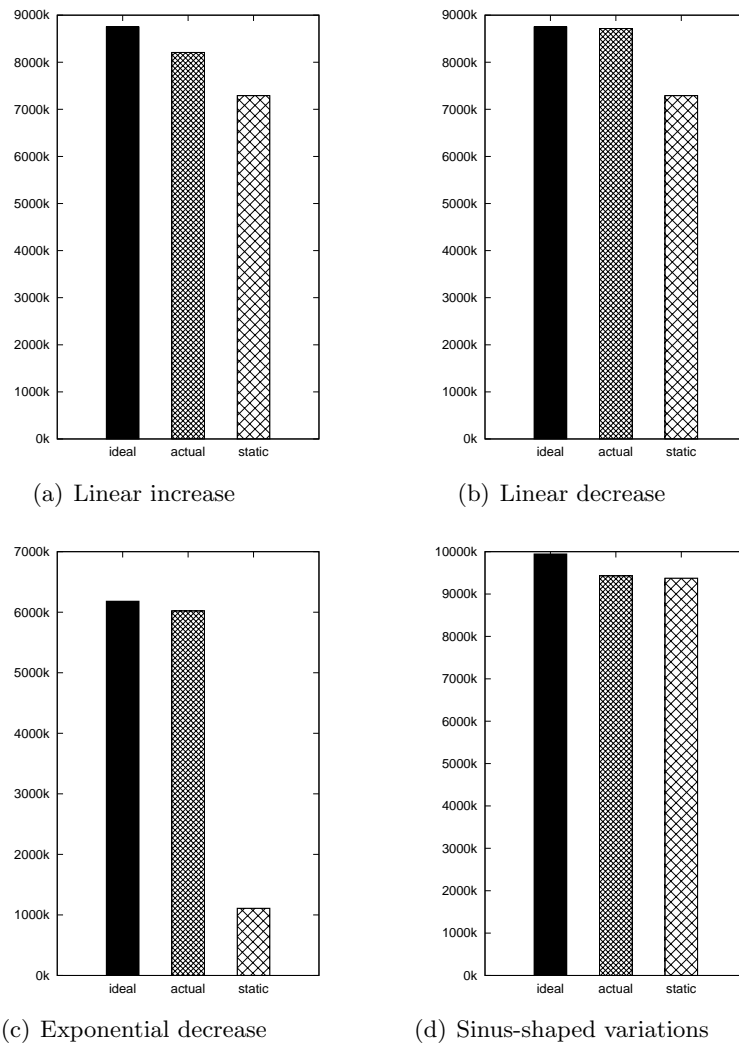 9000k
8000k
7000k
6000k
5000k
4000k
3000k
2000k
1000k
0k
ideal actual static
(a) Linear increase
9000k
8000k
7000k
6000k
5000k
4000k
3000k
2000k
1000k
0k
ideal actual static
(b) Linear decrease
7000k
6000k
5000k
4000k
3000k
2000k
1000k
0k
ideal actual static
(c) Exponential decrease
10000k
9000k
8000k
7000k
6000k
5000k
4000k
3000k
2000k
1000k
0k
ideal actual static
(d) Sinus-shaped variations